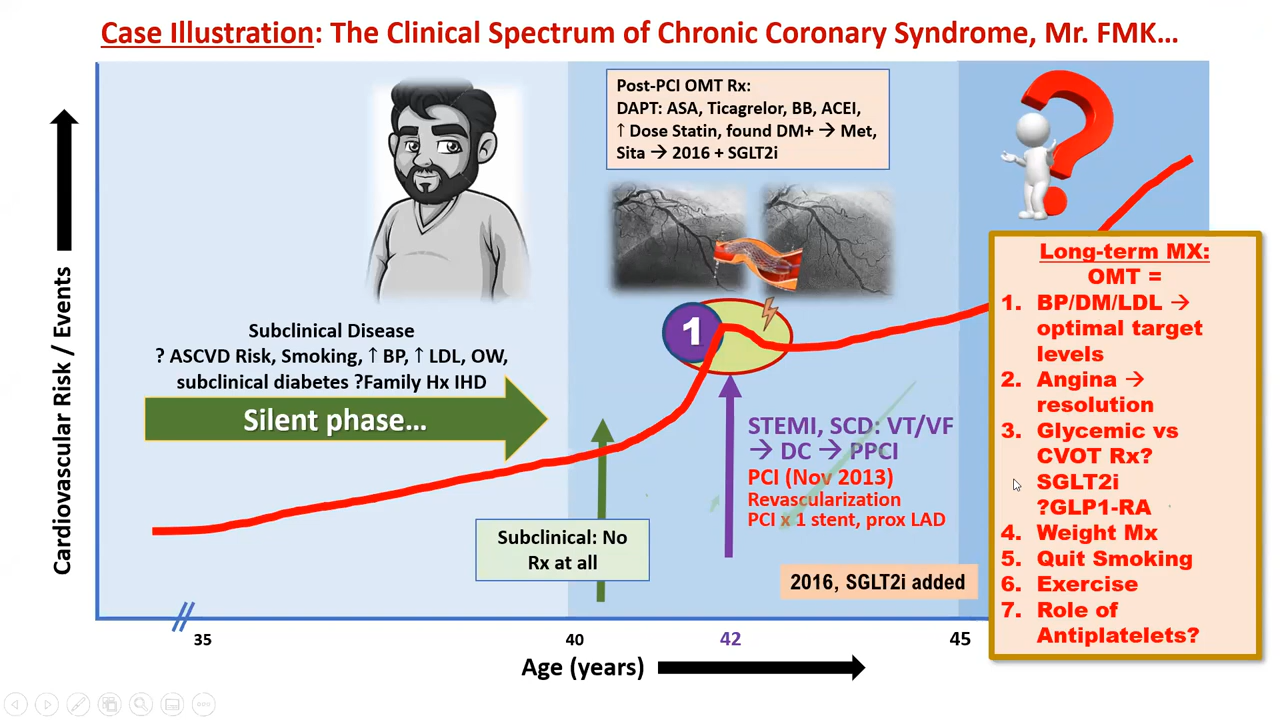 Case Illustration: The Clinical Spectrum of Chronic Coronary Syndrome, Mr. FMK...
Cardiovascular Risk / Events
Post-PCI OMT Rx:
DAPT: ASA, Ticagrelor, BB, ACEI,
↑ Dose Statin, found DM+ → Met,
Sita → 2016 + SGLT2i
Subclinical Disease
? ASCVD Risk, Smoking, ↑ BP, ↑ LDL, OW,
subclinical diabetes ?Family Hx IHD
Silent phase...
Subclinical: No
Rx at all
1
STEMI, SCD: VT/VF
→ DC → PPCI
PCI (Nov 2013)
Revascularization
PCI x 1 stent, prox LAD
2016, SGLT2i added
Long-term MX:
OMT =
1. BP/DM/LDL →
optimal target
levels
2. Angina →
resolution
3. Glycemic vs
CVOT Rx?
SGLT2i
?GLP1-RA
4. Weight Mx
5. Quit Smoking
6. Exercise
7. Role of
Antiplatelets?
35
40
42
45
Age (years)